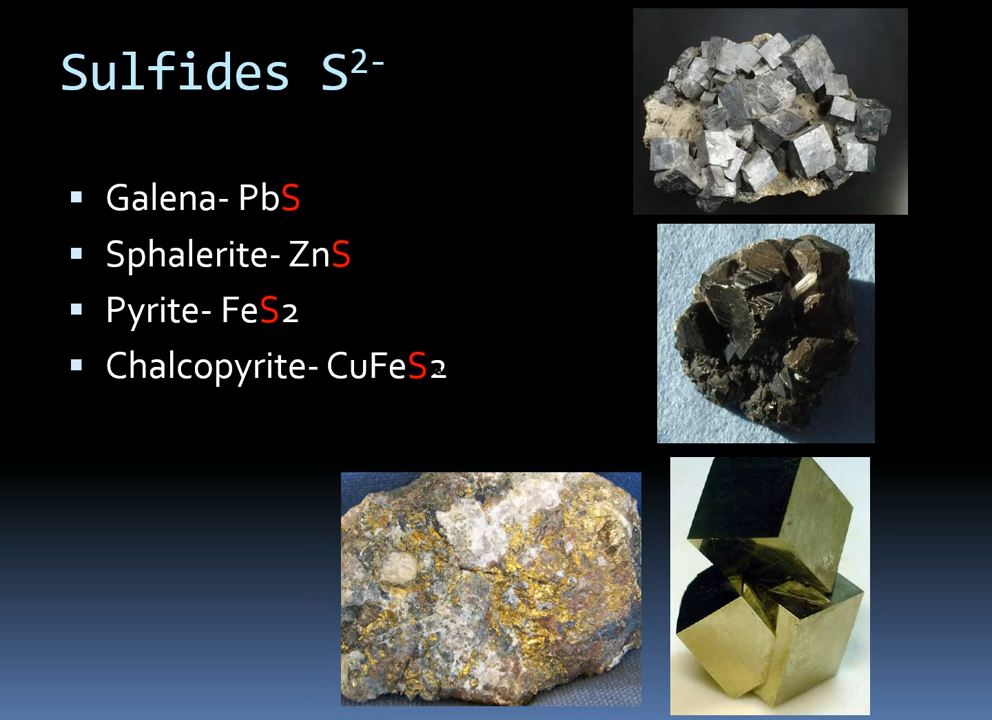 Sulfides S²⁻
▪ Galena- PbS
▪ Sphalerite- ZnS
▪ Pyrite- FeS2
▪ Chalcopyrite- CuFeS2